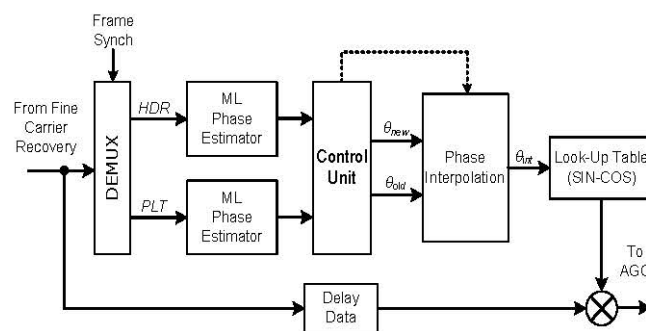 Frame
Synch
From Fine
Carrier
Recovery
DEMUX
HDR
PLT
ML
Phase
Estimator
ML
Phase
Estimator
Control
Unit
θnew
θold
Phase
Interpolation
θint
Look-Up Table
(SIN-COS)
Delay
Data
To
AGC